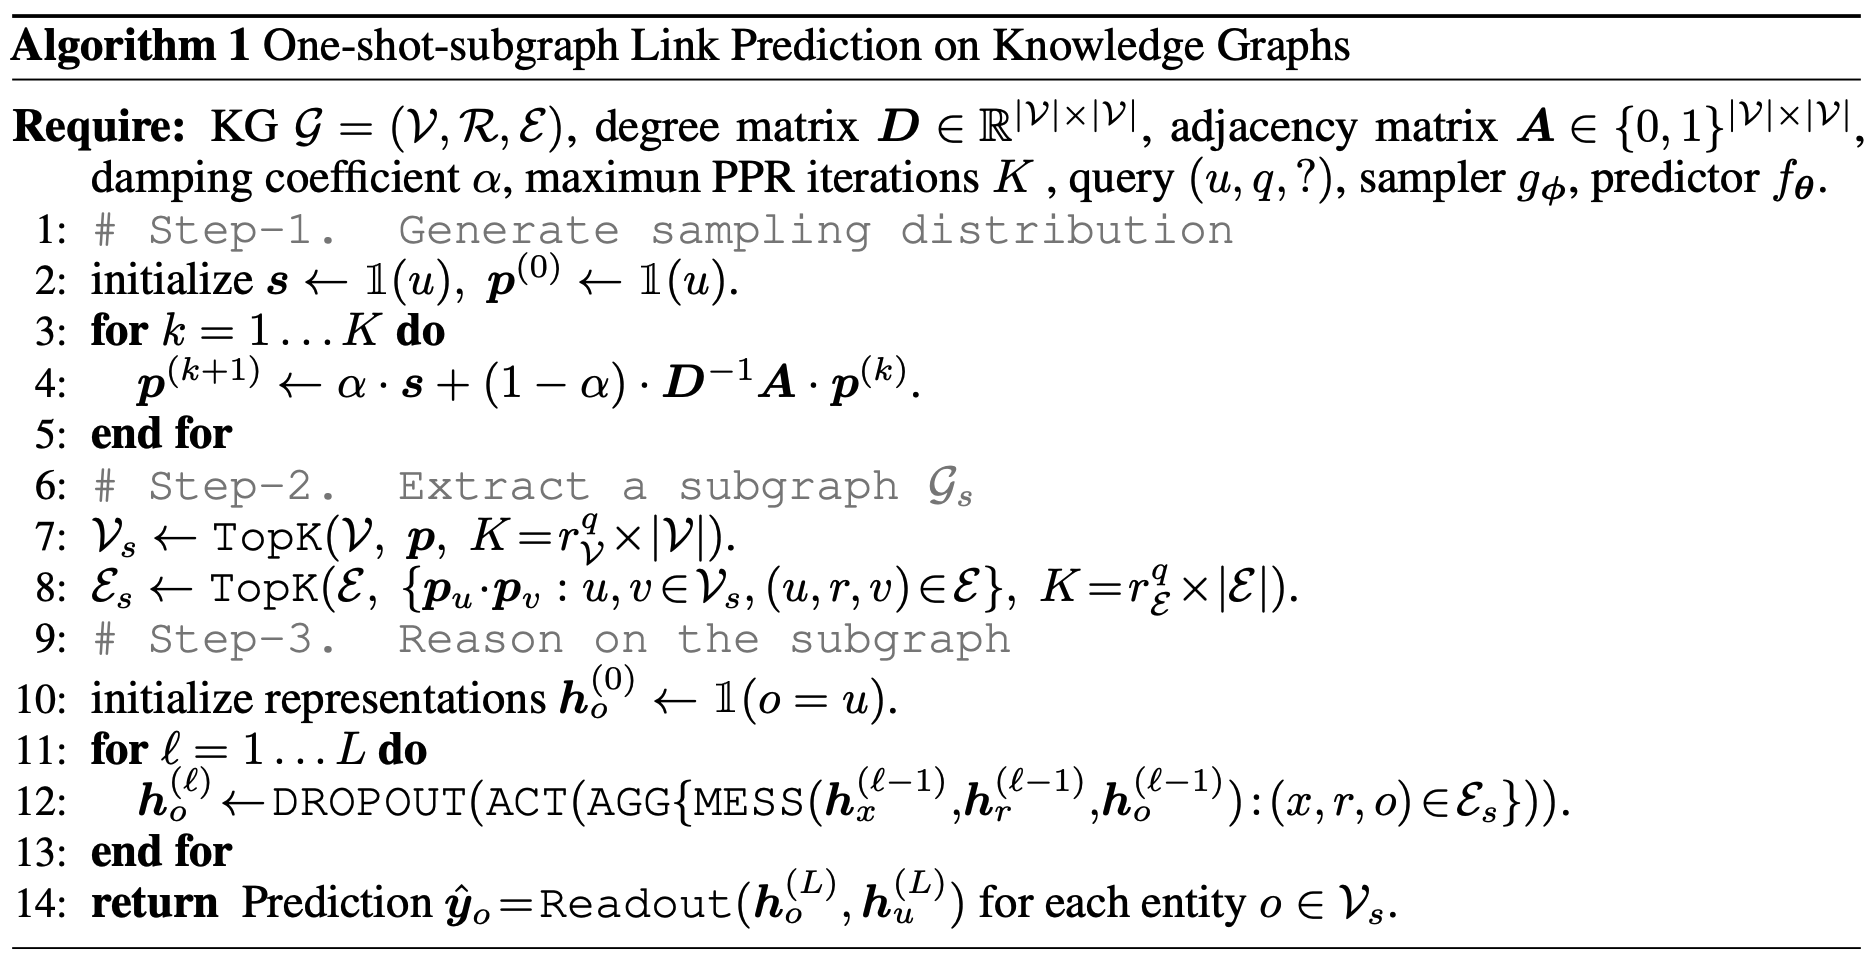 Algorithm 1 One-shot-subgraph Link Prediction on Knowledge Graphs
Require: KG 𝒢 = (𝒱, ℛ, ℰ), degree matrix 𝑫 ∈ ℝ^{|𝒱|×|𝒱|}, adjacency matrix 𝑨 ∈ {0, 1}^{|𝒱|×|𝒱|},
damping coefficient α, maximun PPR iterations K , query (u, q, ?), sampler g_ϕ, predictor f_θ.
1: # Step-1. Generate sampling distribution
2: initialize 𝒔 ← 𝟙(u), 𝒑^{(0)} ← 𝟙(u).
3: for k = 1 … K do
4: 𝒑^{(k+1)} ← α · 𝒔 + (1 − α) · 𝑫^{−1}𝑨 · 𝒑^{(k)}.
5: end for
6: # Step-2. Extract a subgraph 𝒢_s
7: 𝒱_s ← TopK(𝒱, 𝒑, K=r_𝒱^q×|𝒱|).
8: ℰ_s ← TopK(ℰ, {𝒑_u·𝒑_v : u, v∈𝒱_s, (u, r, v)∈ℰ}, K=r_ℰ^q×|ℰ|).
9: # Step-3. Reason on the subgraph
10: initialize representations 𝒉_o^{(0)} ← 𝟙(o = u).
11: for ℓ = 1 … L do
12: 𝒉_o^{(ℓ)} ←DROPOUT(ACT(AGG{MESS(𝒉_x^{(ℓ−1)},𝒉_r^{(ℓ−1)},𝒉_o^{(ℓ−1)}):(x, r, o)∈ℰ_s})).
13: end for
14: return Prediction 𝒚̂_o=Readout(𝒉_o^{(L)}, 𝒉_u^{(L)}) for each entity o ∈ 𝒱_s.